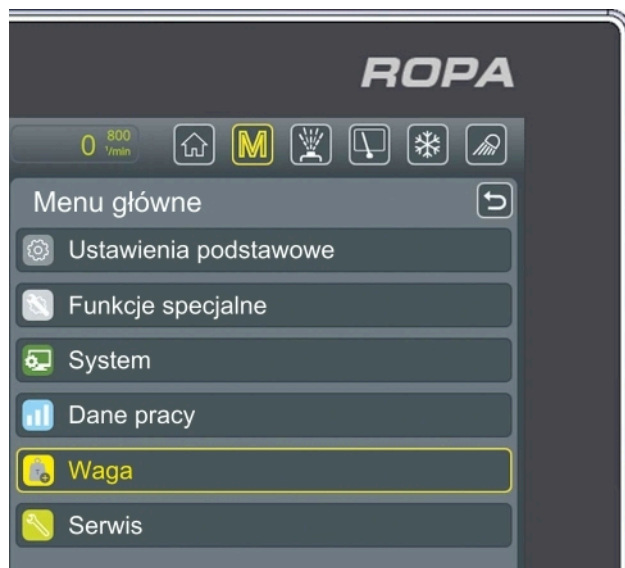 ROPA
0 800 1/min
M
Menu główne
Ustawienia podstawowe
Funkcje specjalne
System
Dane pracy
Waga
Serwis